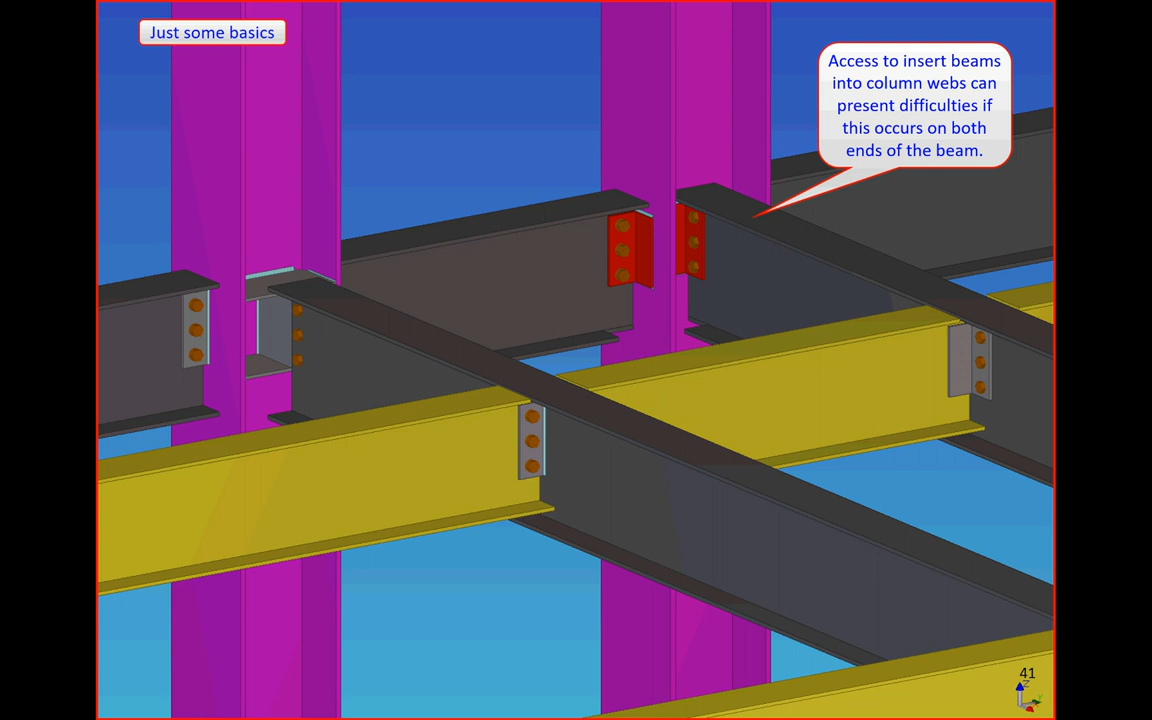 Just some basics
Access to insert beams
into column webs can
present difficulties if
this occurs on both
ends of the beam.
41
Z